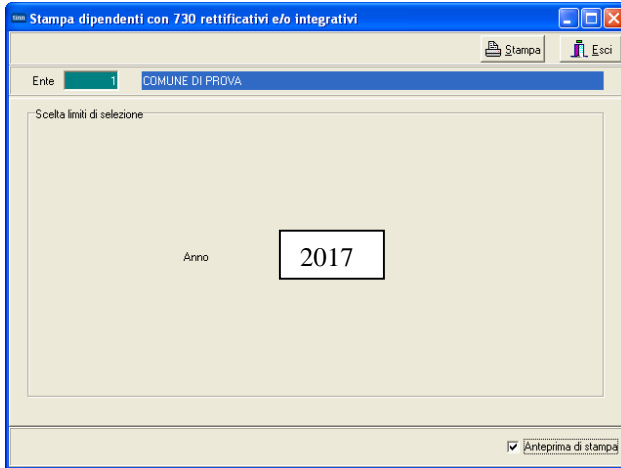 tinn Stampa dipendenti con 730 rettificativi e/o integrativi
Stampa Esci
Ente 1 COMUNE DI PROVA
Scelta limiti di selezione
Anno 2017
Anteprima di stampa